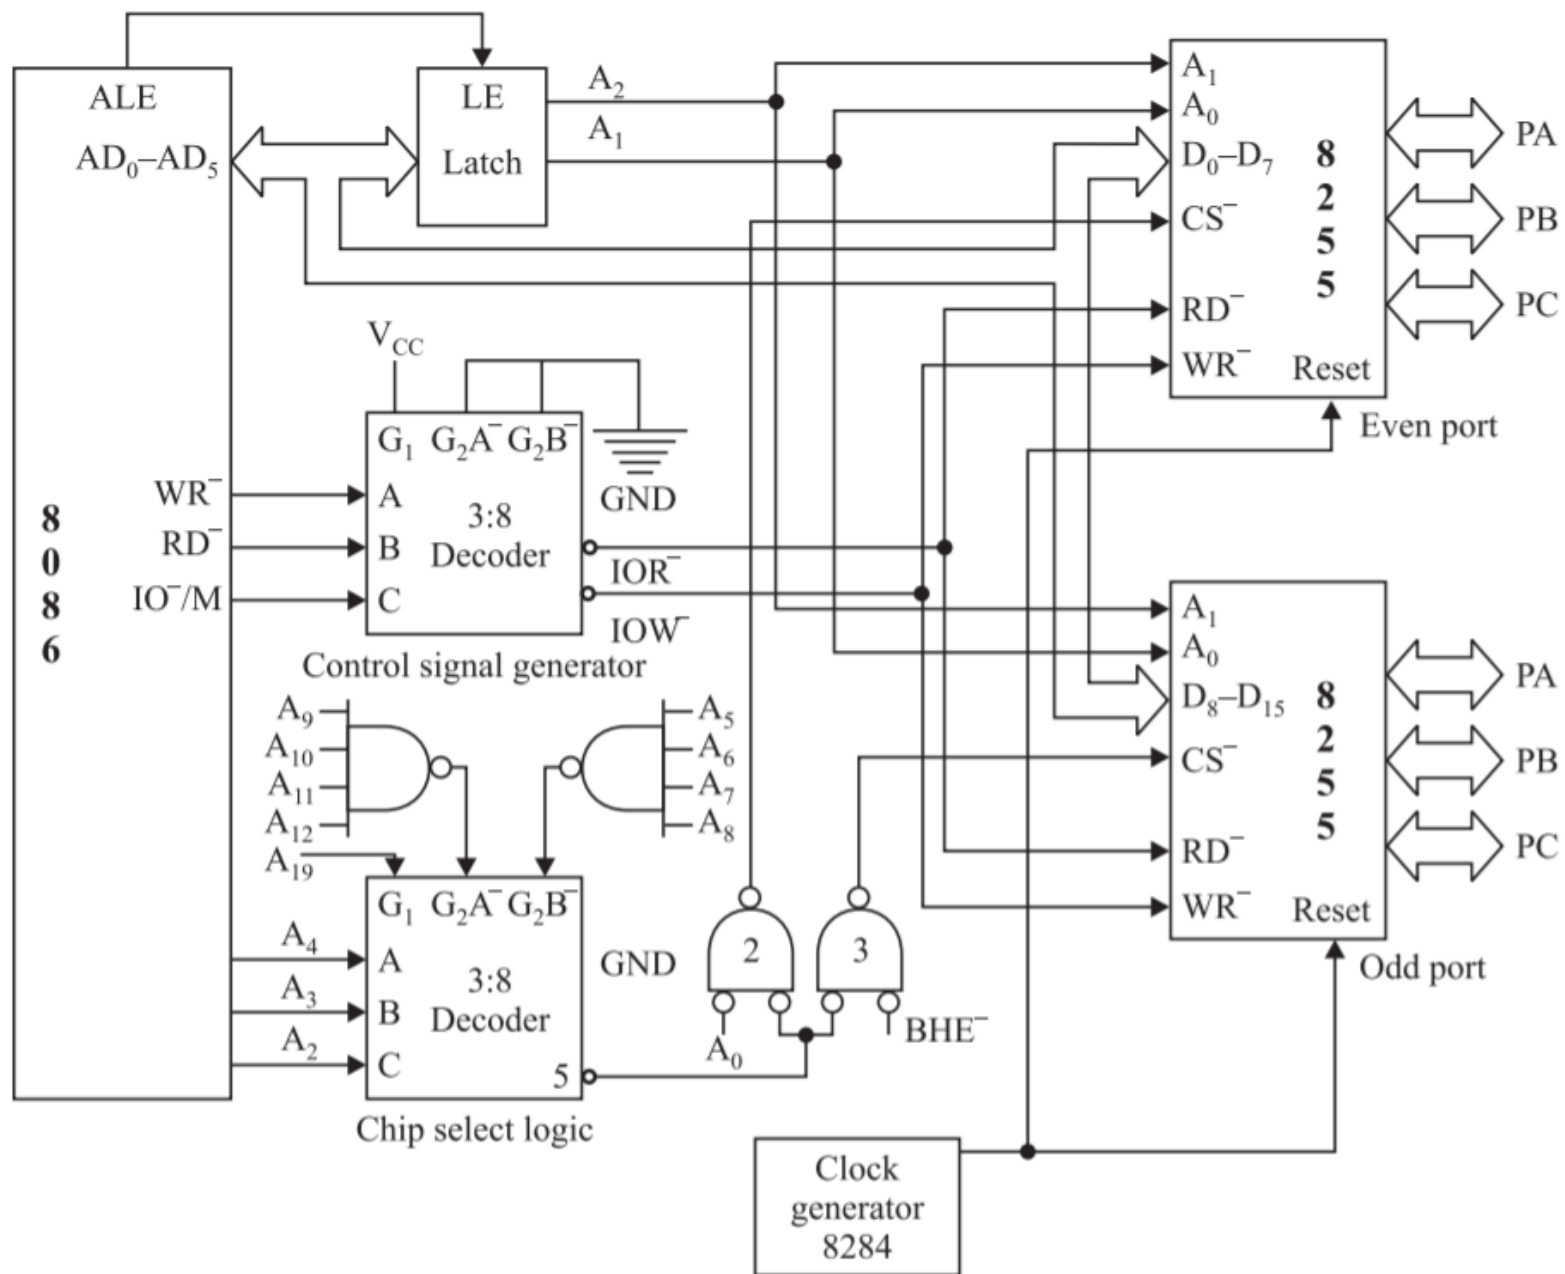 ALE
AD0–AD5
8
0
8
6
WR¯
RD¯
IO¯/M
LE
Latch
A2
A1
VCC
G1 G2A¯ G2B¯
A
B
C
3:8
Decoder
GND
IOR¯
IOW¯
Control signal generator
A9
A10
A11
A12
A19
A5
A6
A7
A8
G1 G2A¯ G2B¯
A4
A3
A2
A
B
C
3:8
Decoder
5
GND
Chip select logic
2
3
A0
BHE¯
Clock
generator
8284
A1
A0
D0–D7
CS¯
RD¯
WR¯
Reset
8
2
5
5
PA
PB
PC
Even port
A1
A0
D8–D15
CS¯
RD¯
WR¯
Reset
8
2
5
5
PA
PB
PC
Odd port